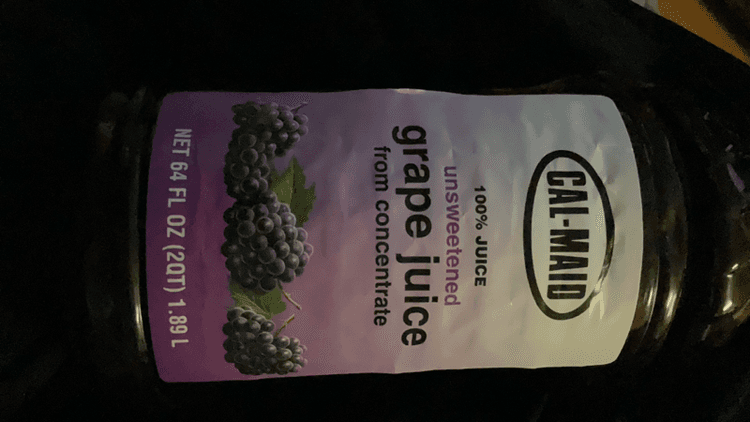 CAL-MAID
100% JUICE
unsweetened
grape juice
from concentrate
NET 64 FL OZ (2QT) 1.89 L